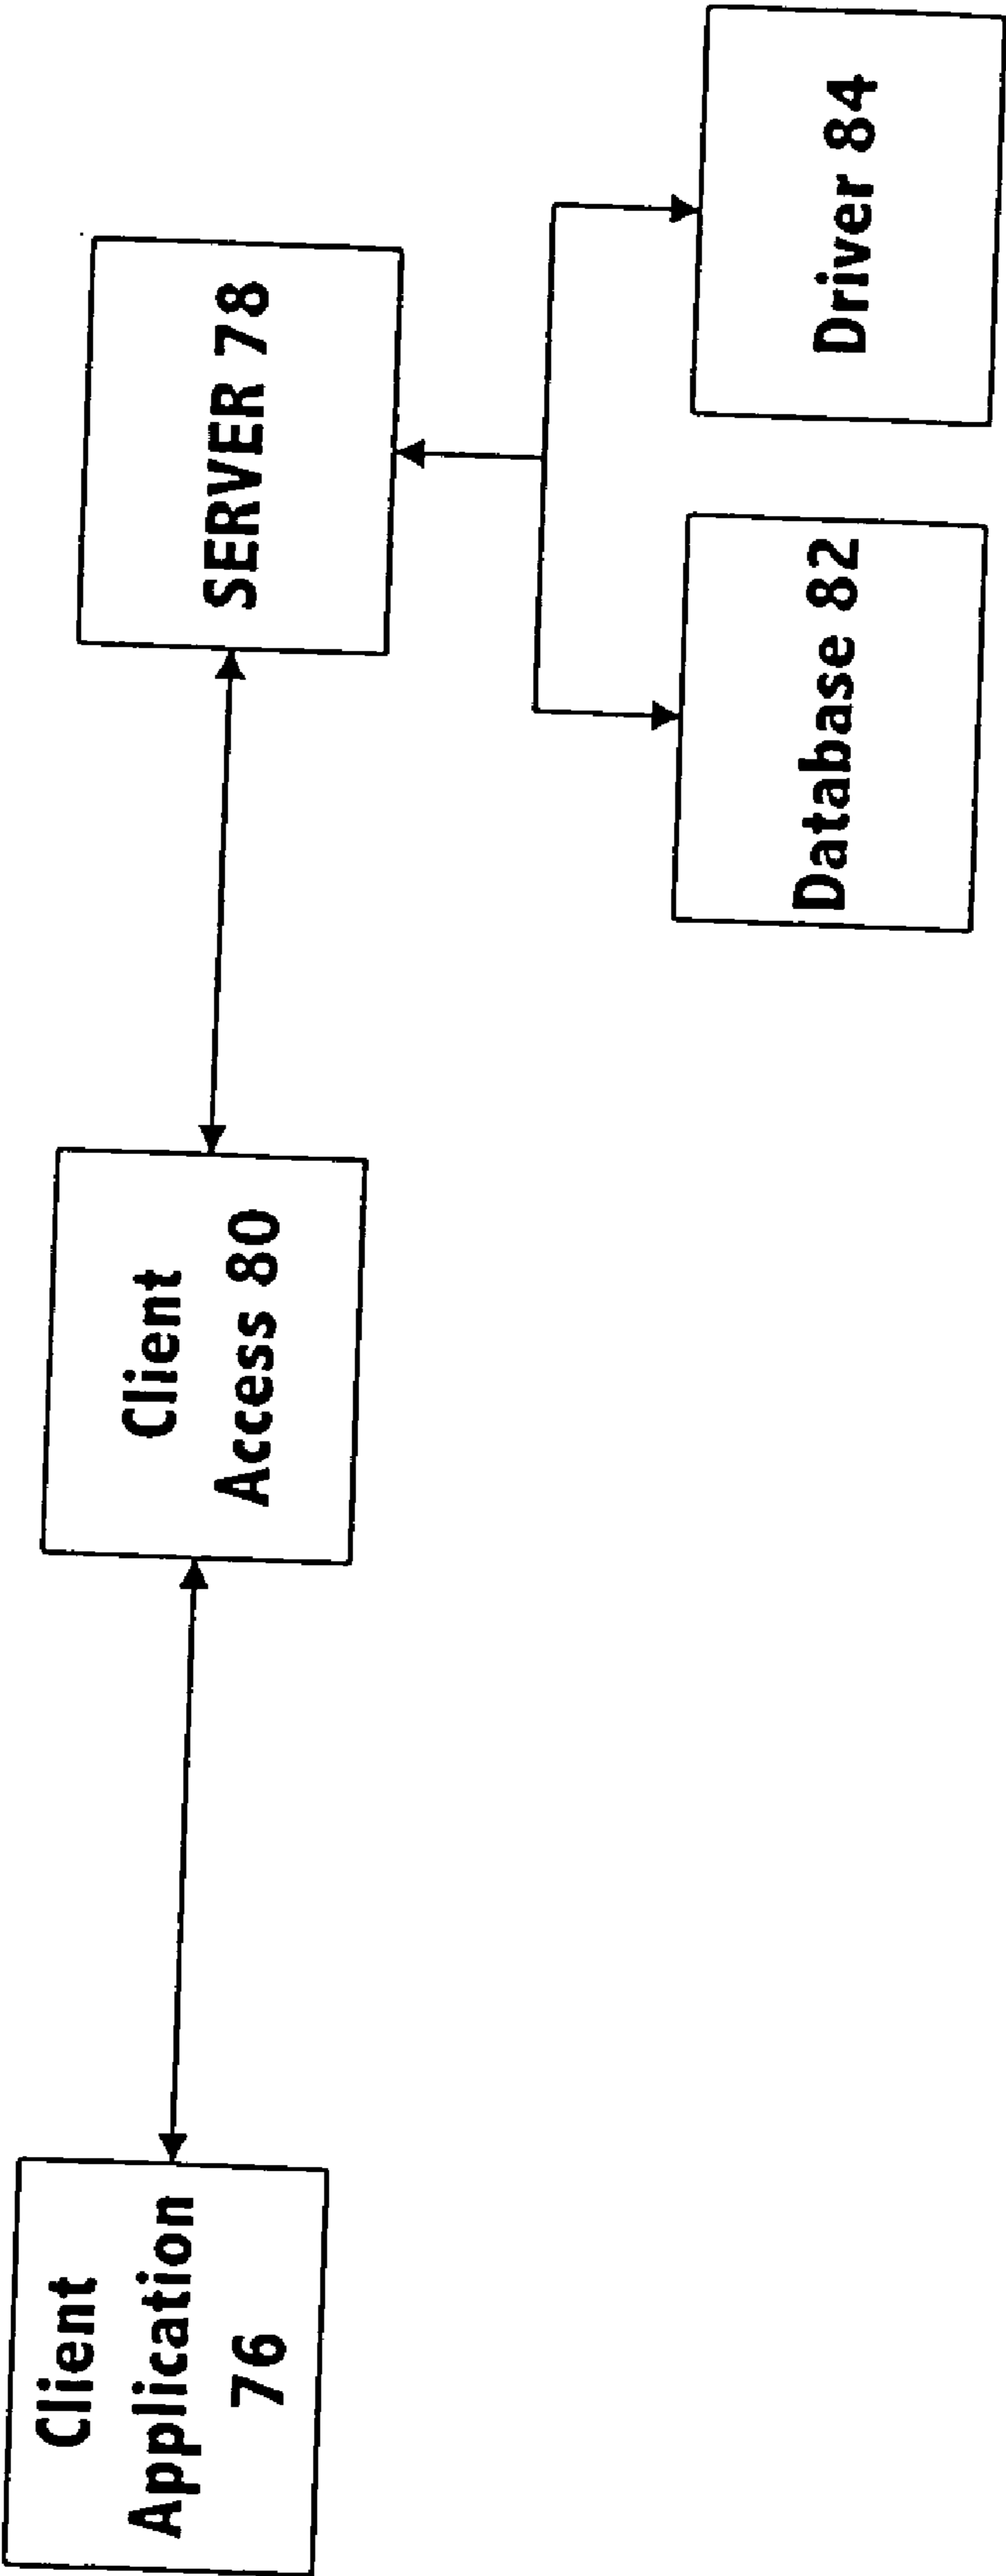 Client
Application
76
Client
Access 80
SERVER 78
Database 82
Driver 84